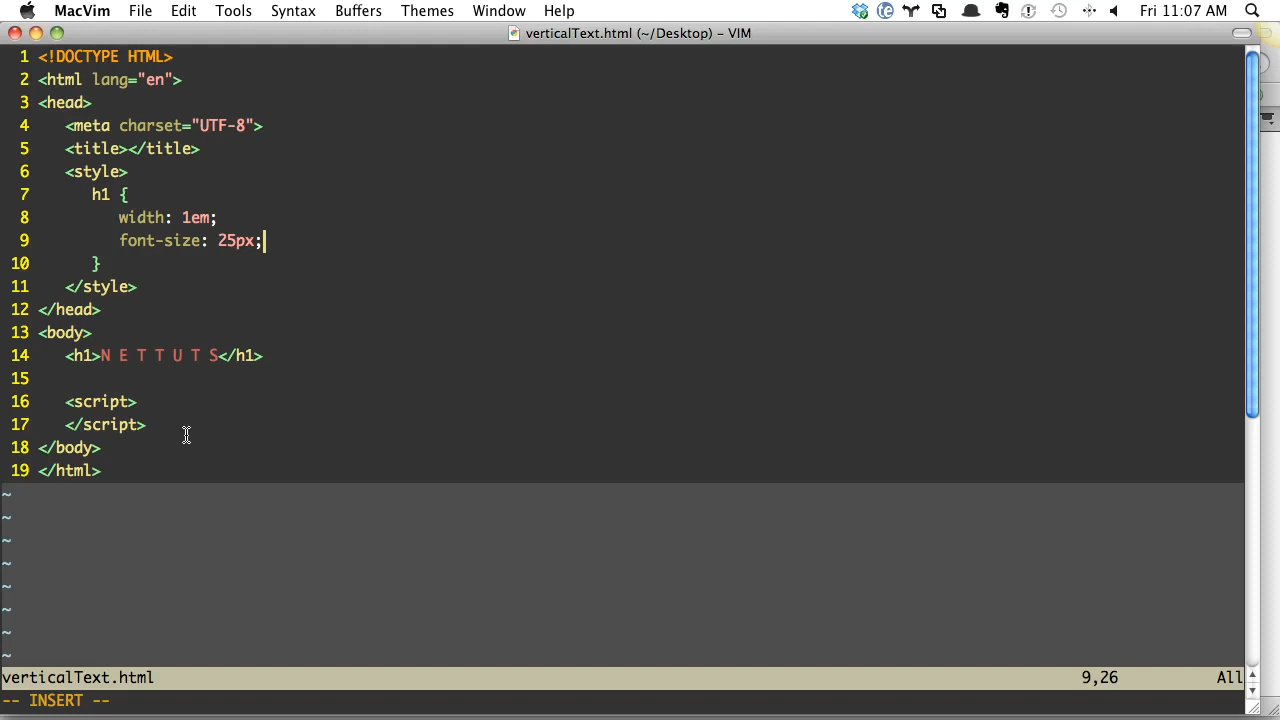 MacVim File Edit Tools Syntax Buffers Themes Window Help Fri 11:07 AM
verticalText.html (~/Desktop) – VIM
1 <!DOCTYPE HTML>
2 <html lang="en">
3 <head>
4 <meta charset="UTF-8">
5 <title></title>
6 <style>
7 h1 {
8 width: 1em;
9 font-size: 25px;
10 }
11 </style>
12 </head>
13 <body>
14 <h1>N E T T U T S</h1>
15
16 <script>
17 </script>
18 </body>
19 </html>
~
~
~
~
~
~
~
~
verticalText.html 9,26 All
-- INSERT --